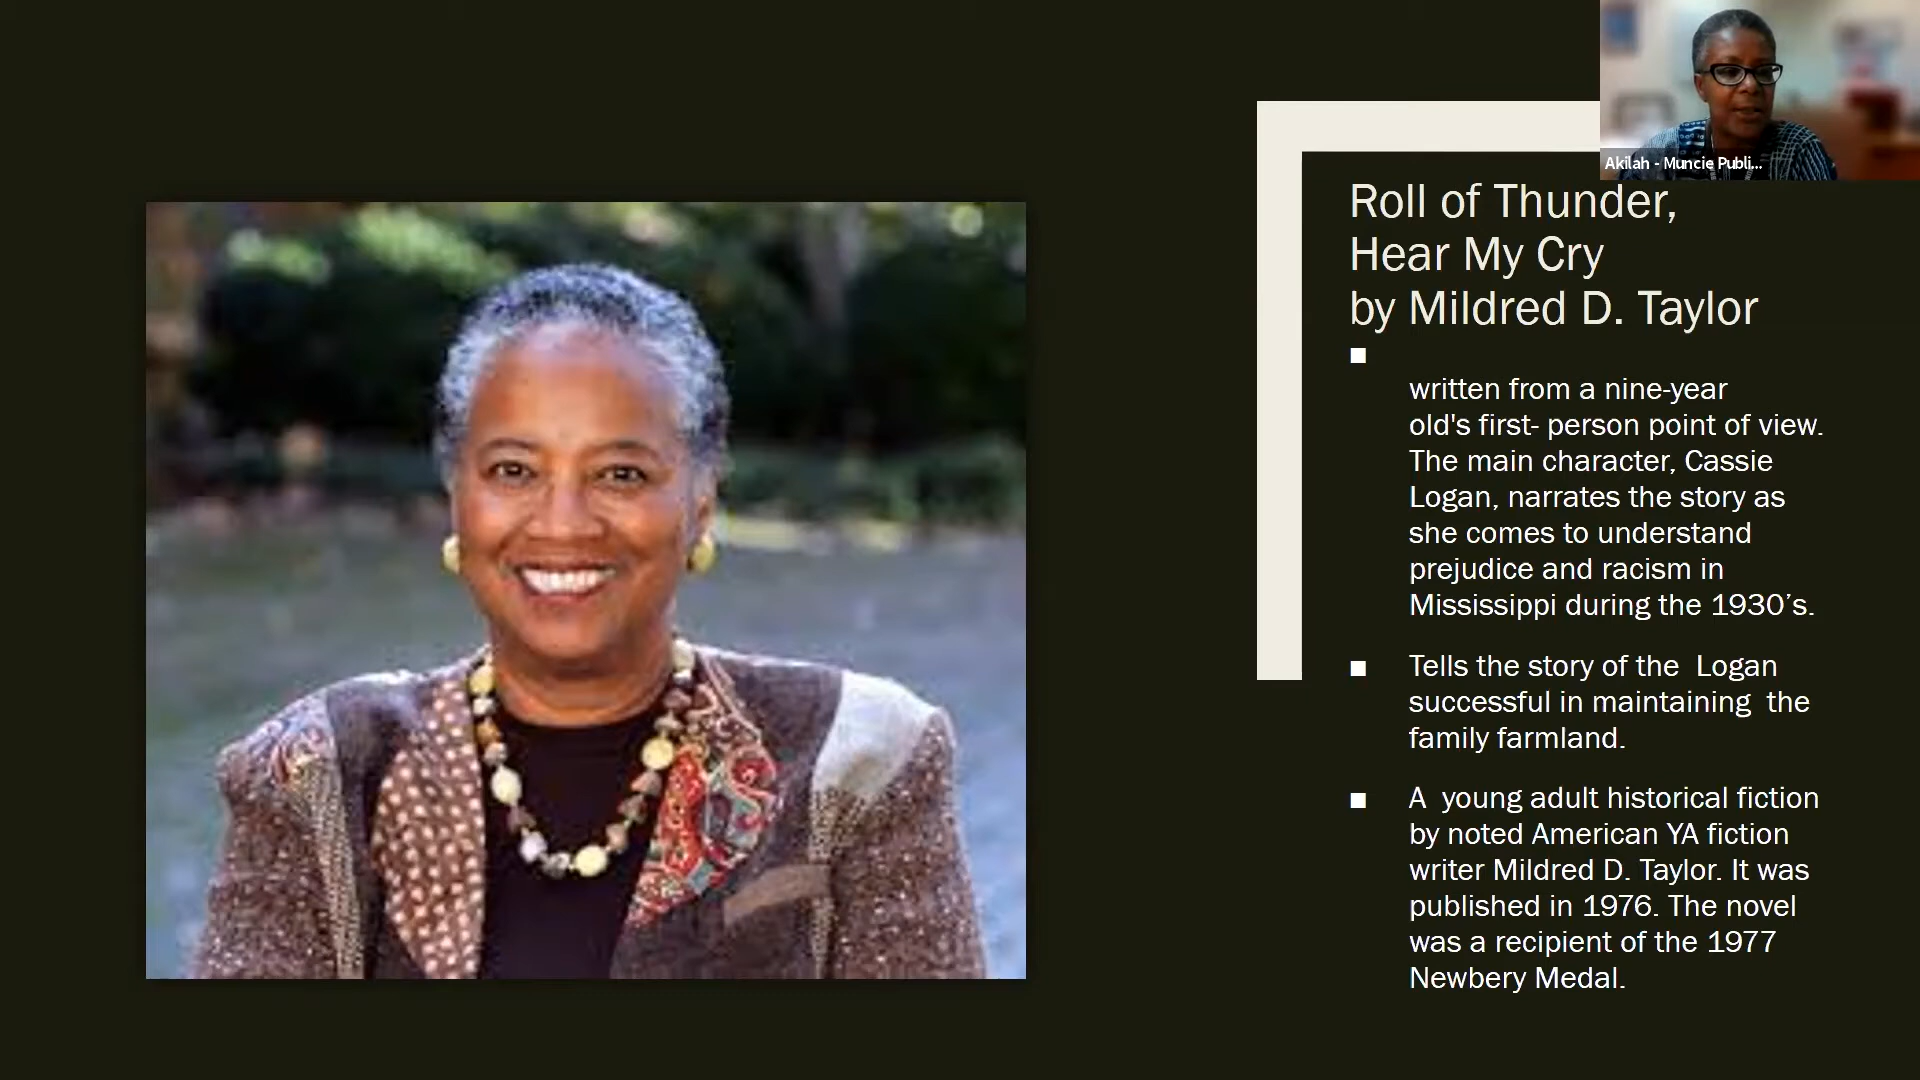 Akilah - Muncie Publi...
Roll of Thunder,
Hear My Cry
by Mildred D. Taylor
written from a nine-year
old's first- person point of view.
The main character, Cassie
Logan, narrates the story as
she comes to understand
prejudice and racism in
Mississippi during the 1930’s.
Tells the story of the  Logan
successful in maintaining  the
family farmland.
A  young adult historical fiction
by noted American YA fiction
writer Mildred D. Taylor. It was
published in 1976. The novel
was a recipient of the 1977
Newbery Medal.